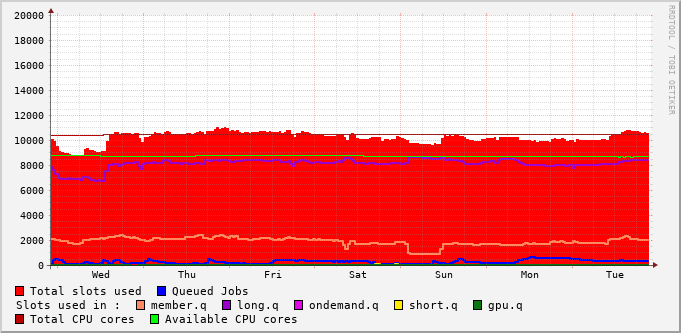 20000
18000
16000
14000
12000
10000
8000
6000
4000
2000
0
Wed Thu Fri Sat Sun Mon Tue
RRDTOOL / TOBI OETIKER
Total slots used Queued Jobs
Slots used in : member.q long.q ondemand.q short.q gpu.q
Total CPU cores Available CPU cores